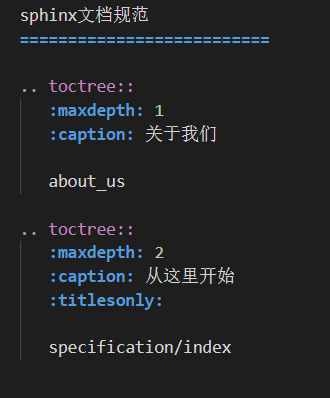 sphinx文档规范
==========================
.. toctree::
:maxdepth: 1
:caption: 关于我们
about_us
.. toctree::
:maxdepth: 2
:caption: 从这里开始
:titlesonly:
specification/index